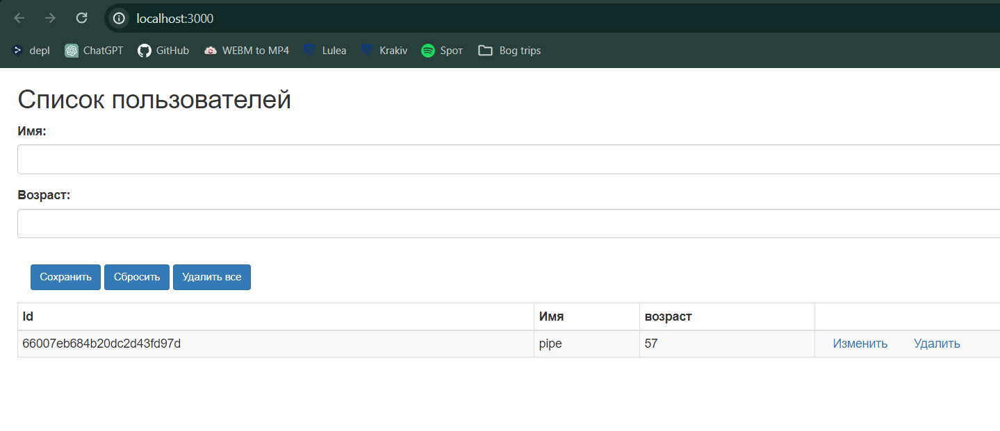 localhost:3000
depl ChatGPT GitHub WEBM to MP4 Lulea Krakiv Spot Bog trips
Список пользователей
Имя:
Возраст:
Сохранить Сбросить Удалить все
Id Имя возраст
66007eb684b20dc2d43fd97d pipe 57 Изменить Удалить